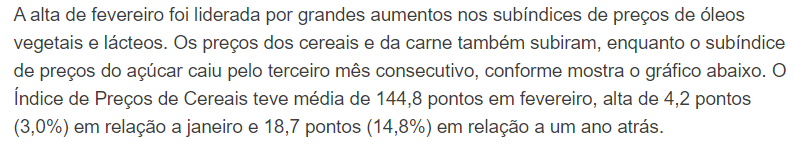 A alta de fevereiro foi liderada por grandes aumentos nos subíndices de preços de óleos
vegetais e lácteos. Os preços dos cereais e da carne também subiram, enquanto o subíndice
de preços do açúcar caiu pelo terceiro mês consecutivo, conforme mostra o gráfico abaixo. O
Índice de Preços de Cereais teve média de 144,8 pontos em fevereiro, alta de 4,2 pontos
(3,0%) em relação a janeiro e 18,7 pontos (14,8%) em relação a um ano atrás.